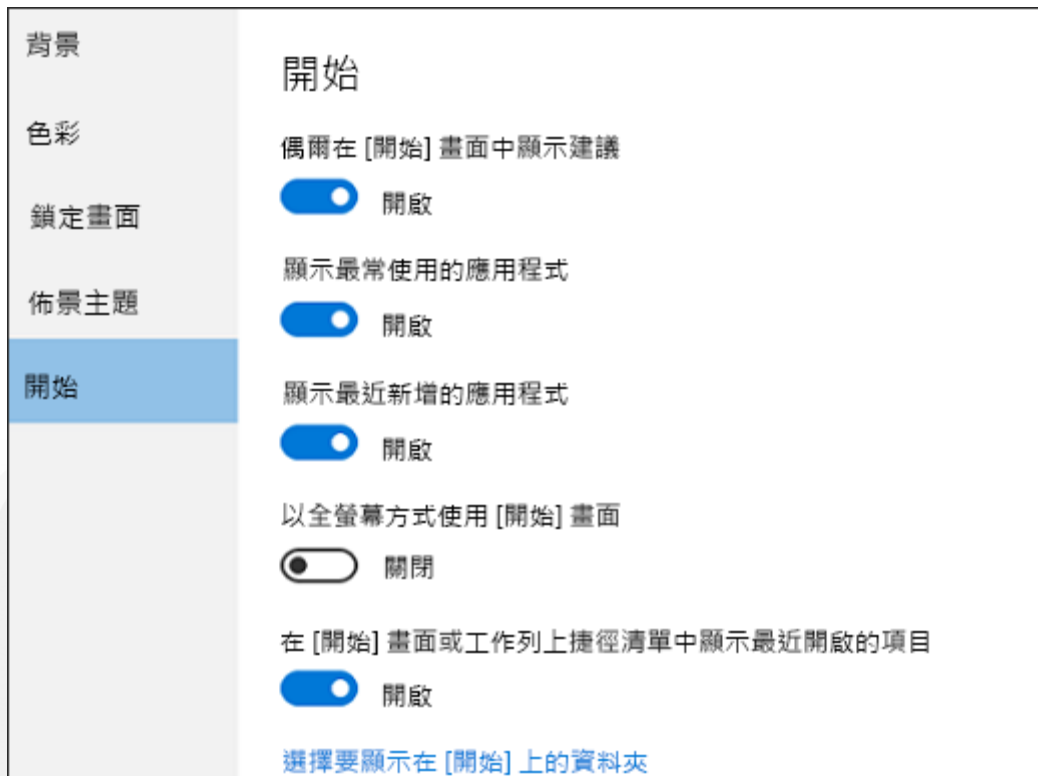 背景
色彩
鎖定畫面
佈景主題
開始
開始
偶爾在 [開始] 畫面中顯示建議
開啟
顯示最常使用的應用程式
開啟
顯示最近新增的應用程式
開啟
以全螢幕方式使用 [開始] 畫面
關閉
在 [開始] 畫面或工作列上捷徑清單中顯示最近開啟的項目
開啟
選擇要顯示在 [開始] 上的資料夾